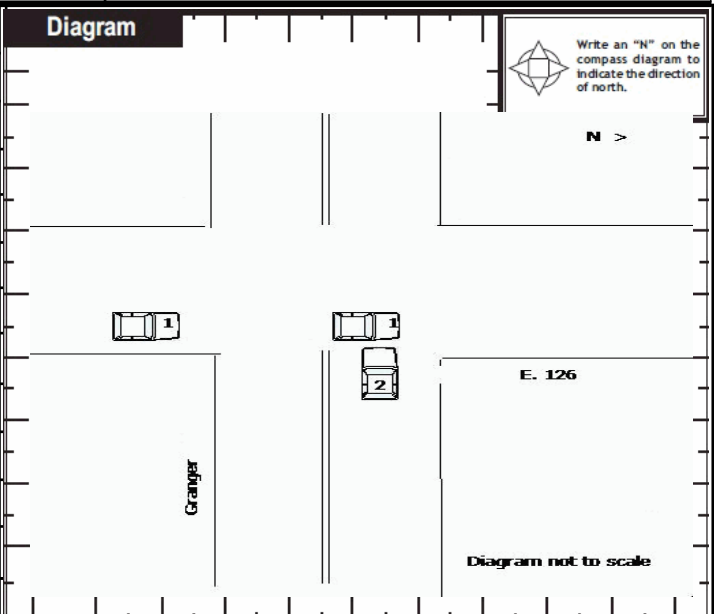 Diagram
Write an “N” on the
compass diagram to
indicate the direction
of north.
N >
1
1
2
E. 126
Granger
Diagram not to scale